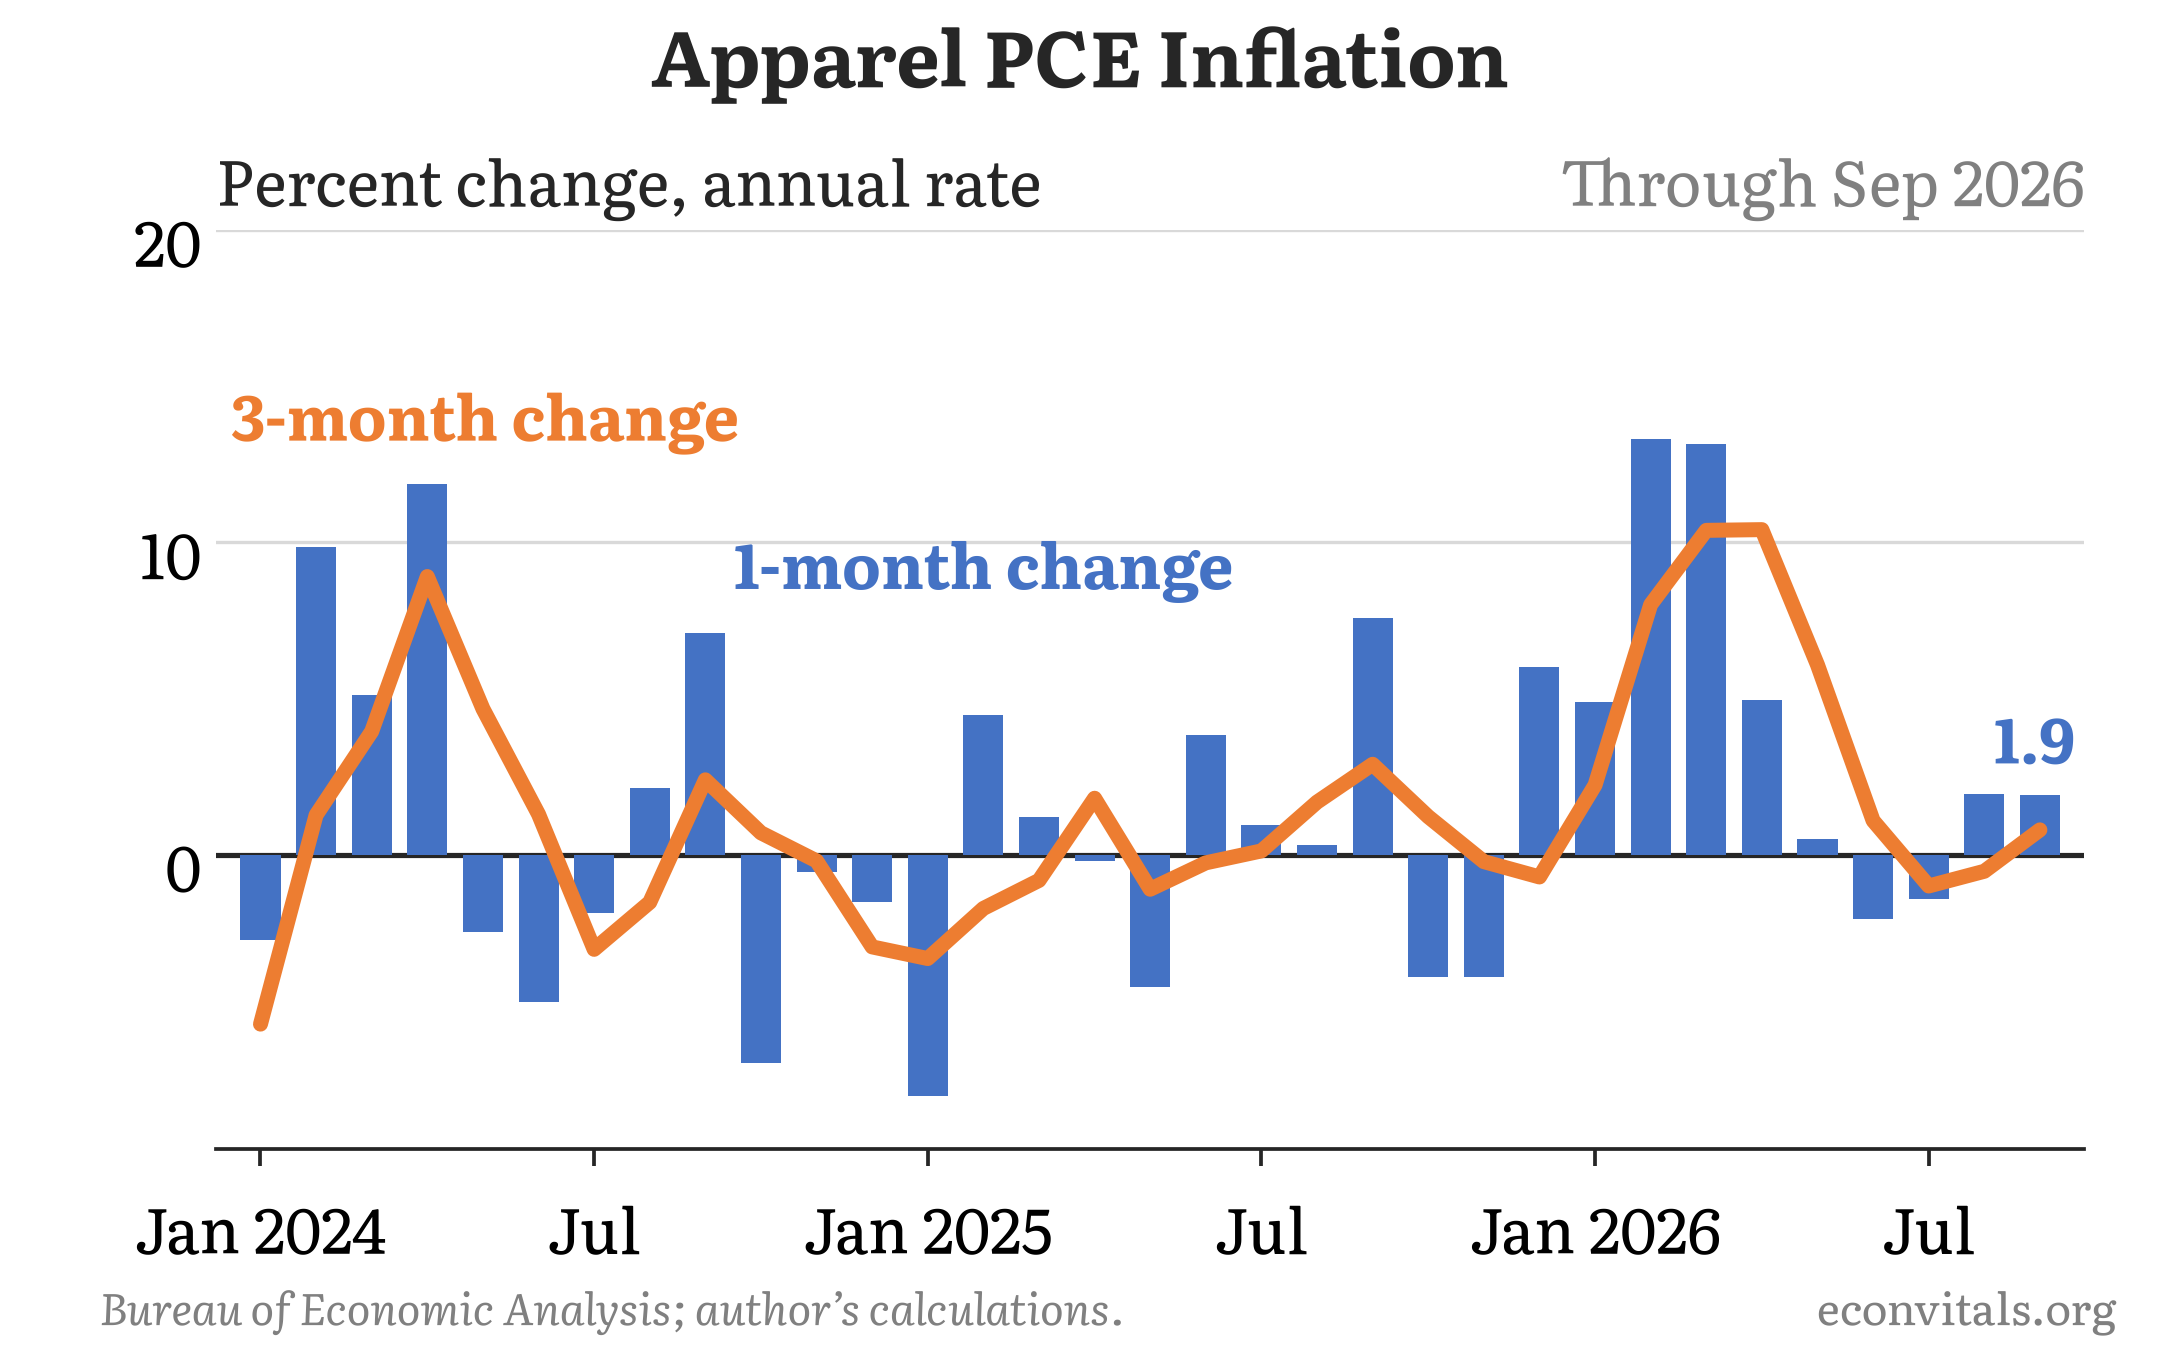 Apparel PCE Inflation
Percent change, annual rate
Through Sep 2026
20
3-month change
10
1-month change
1.9
0
Jan 2024
Jul
Jan 2025
Jul
Jan 2026
Jul
Bureau of Economic Analysis; author’s calculations.
econvitals.org